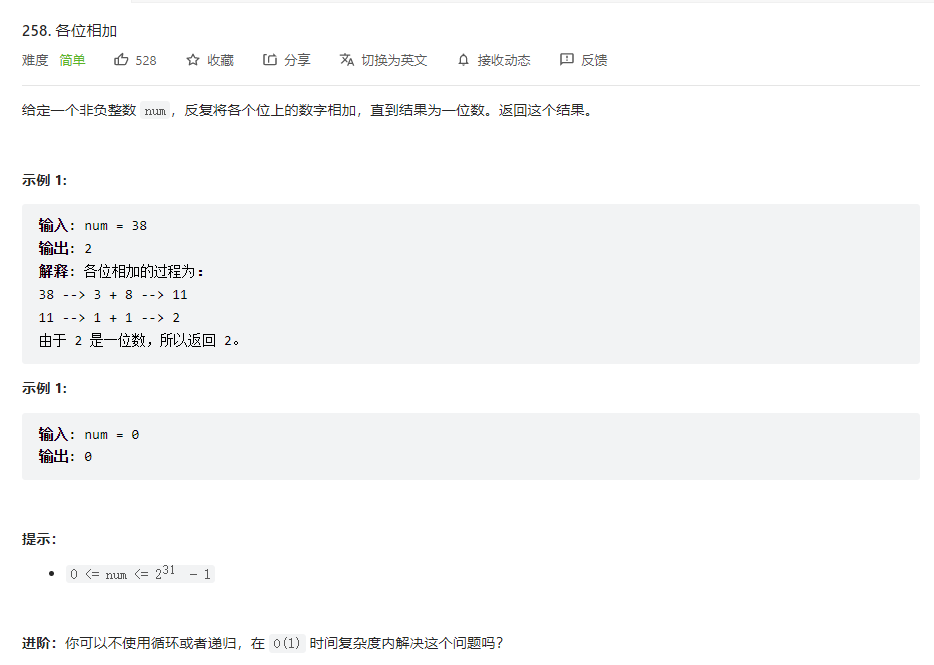 258. 各位相加
难度 简单 528 收藏 分享 切换为英文 接收动态 反馈
给定一个非负整数 num，反复将各个位上的数字相加，直到结果为一位数。返回这个结果。
示例 1:
输入: num = 38
输出: 2
解释: 各位相加的过程为:
38 --> 3 + 8 --> 11
11 --> 1 + 1 --> 2
由于 2 是一位数，所以返回 2。
示例 1:
输入: num = 0
输出: 0
提示：
• 0 <= num <= 2³¹ - 1
进阶：你可以不使用循环或者递归，在 O(1) 时间复杂度内解决这个问题吗？